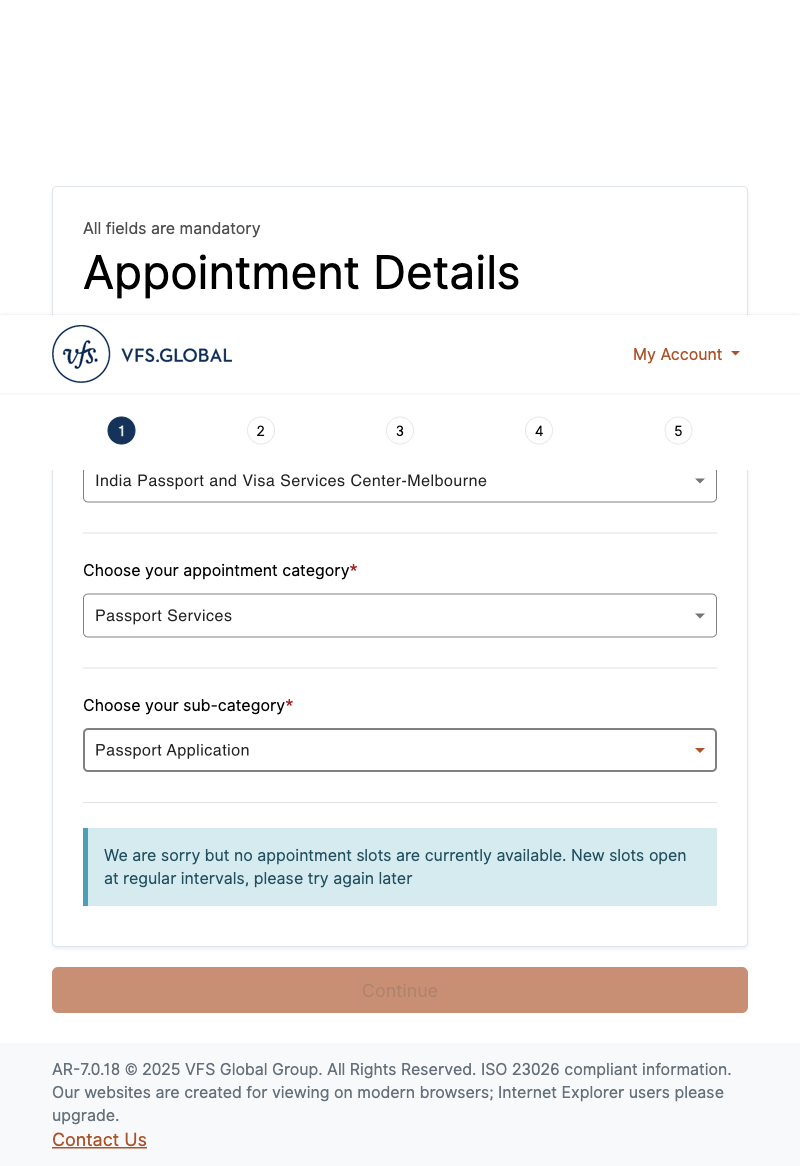 All fields are mandatory
Appointment Details
vfs.
VFS.GLOBAL
My Account
1
2
3
4
5
India Passport and Visa Services Center-Melbourne
Choose your appointment category*
Passport Services
Choose your sub-category*
Passport Application
We are sorry but no appointment slots are currently available. New slots open
at regular intervals, please try again later
Continue
AR-7.0.18 © 2025 VFS Global Group. All Rights Reserved. ISO 23026 compliant information.
Our websites are created for viewing on modern browsers; Internet Explorer users please
upgrade.
Contact Us